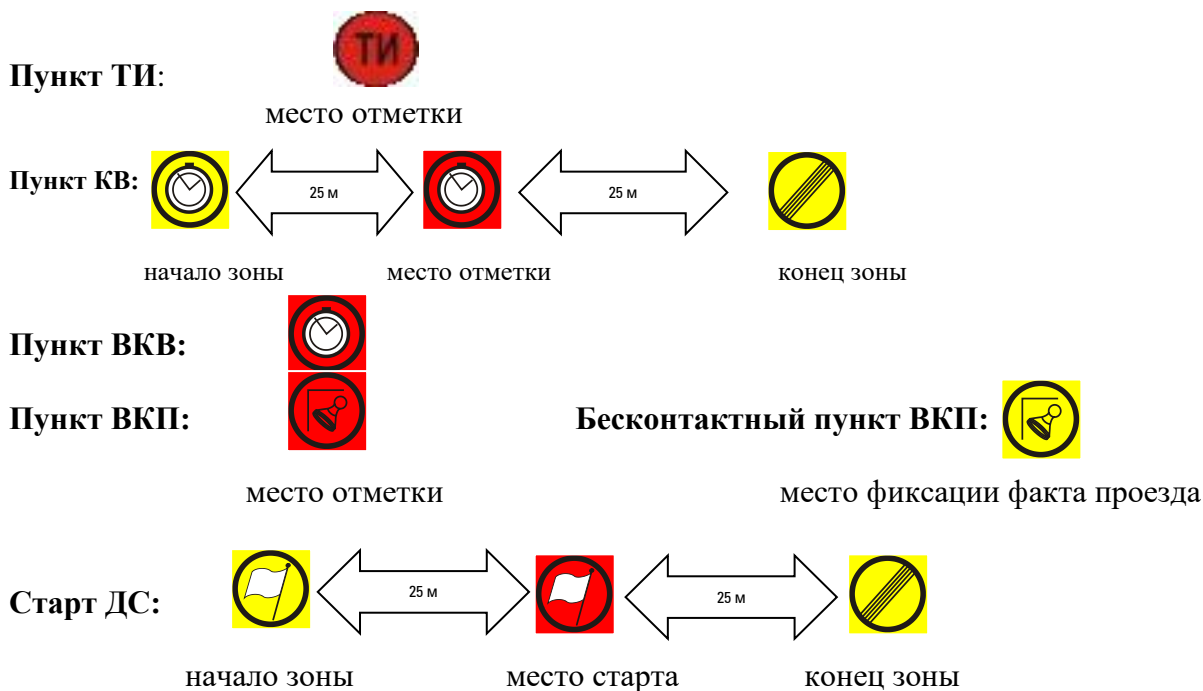 ТИ
Пункт ТИ:
место отметки
Пункт КВ:
25 м
25 м
начало зоны
место отметки
конец зоны
Пункт ВКВ:
Пункт ВКП:
Бесконтактный пункт ВКП:
место отметки
место фиксации факта проезда
Старт ДС:
25 м
25 м
начало зоны
место старта
конец зоны